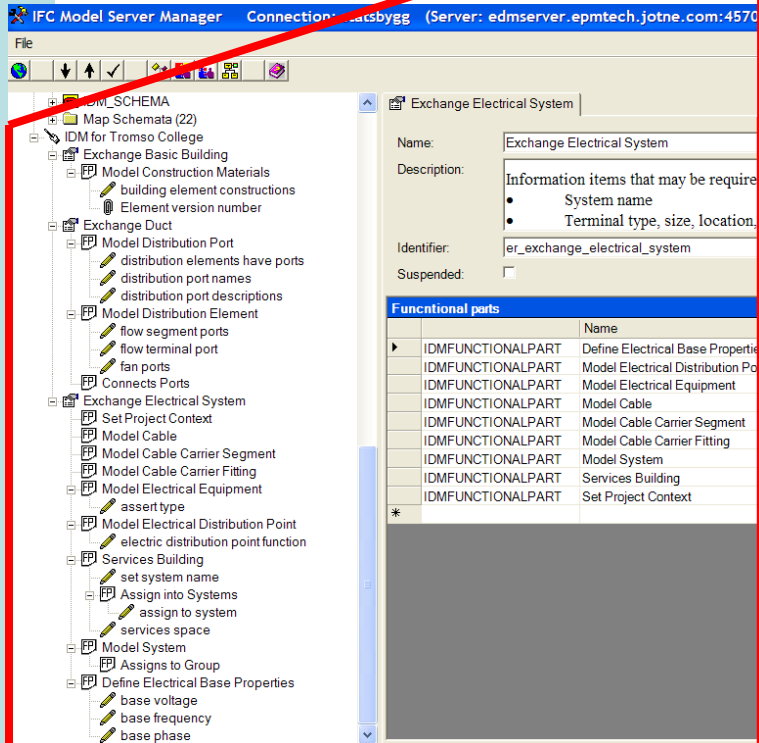 IFC Model Server Manager Connection: Statsbygg (Server: edmserver.epmtech.jotne.com:4570
File
IDM_SCHEMA
Map Schemata (22)
IDM for Tromso College
Exchange Basic Building
Model Construction Materials
building element constructions
Element version number
Exchange Duct
Model Distribution Port
distribution elements have ports
distribution port names
distribution port descriptions
Model Distribution Element
flow segment ports
flow terminal port
fan ports
Connects Ports
Exchange Electrical System
Set Project Context
Model Cable
Model Cable Carrier Segment
Model Cable Carrier Fitting
Model Electrical Equipment
assert type
Model Electrical Distribution Point
electric distribution point function
Services Building
set system name
Assign into Systems
assign to system
services space
Model System
Assigns to Group
Define Electrical Base Properties
base voltage
base frequency
base phase
Exchange Electrical System
Name: Exchange Electrical System
Description: Information items that may be require
• System name
• Terminal type, size, location,
Identifier: er_exchange_electrical_system
Suspended:
Funcntional parts
Name
IDMFUNCTIONALPART Define Electrical Base Propertie
IDMFUNCTIONALPART Model Electrical Distribution Po
IDMFUNCTIONALPART Model Electrical Equipment
IDMFUNCTIONALPART Model Cable
IDMFUNCTIONALPART Model Cable Carrier Segment
IDMFUNCTIONALPART Model Cable Carrier Fitting
IDMFUNCTIONALPART Model System
IDMFUNCTIONALPART Services Building
IDMFUNCTIONALPART Set Project Context